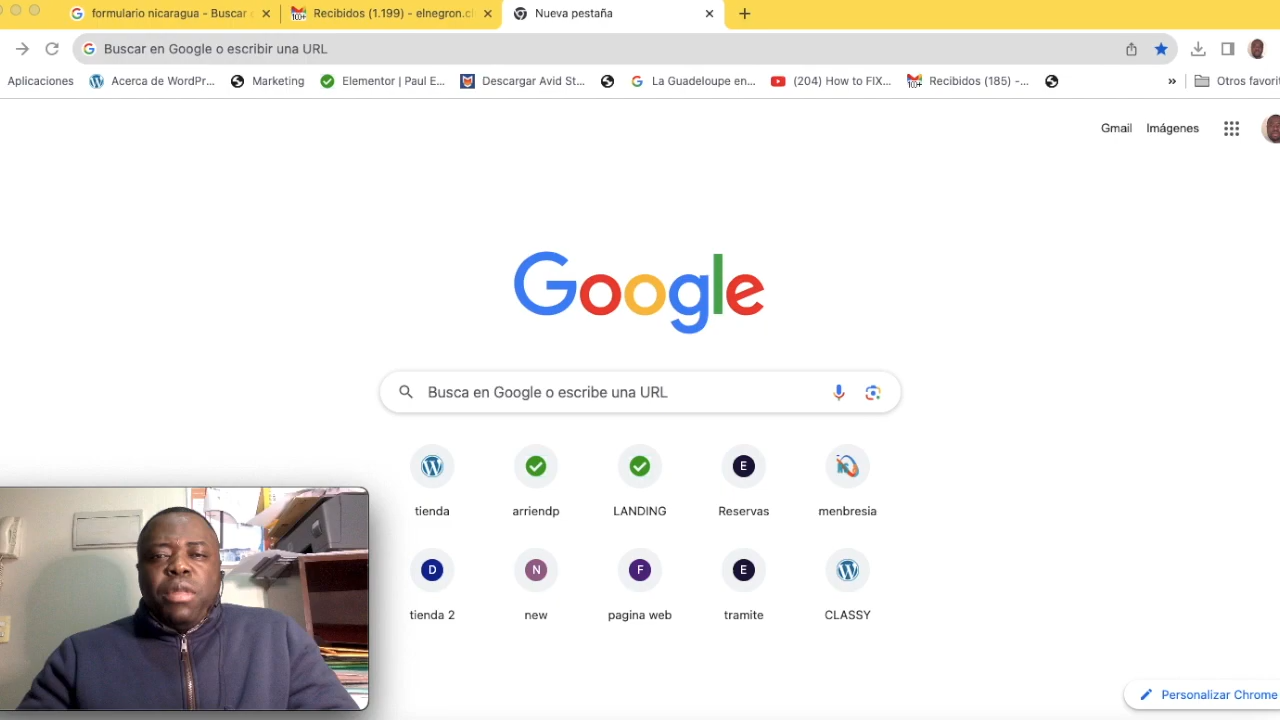 formulario nicaragua - Buscar
Recibidos (1.199) - elnegron.c
Nueva pestaña
Buscar en Google o escribir una URL
Aplicaciones
Acerca de WordPr...
Marketing
Elementor | Paul E...
Descargar Avid St...
La Guadeloupe en...
(204) How to FIX...
Recibidos (185) -...
»
Otros favorit
Gmail
Imágenes
Google
Busca en Google o escribe una URL
tienda
arriendp
LANDING
E
Reservas
menbresia
D
tienda 2
N
new
F
pagina web
E
tramite
CLASSY
Personalizar Chrome